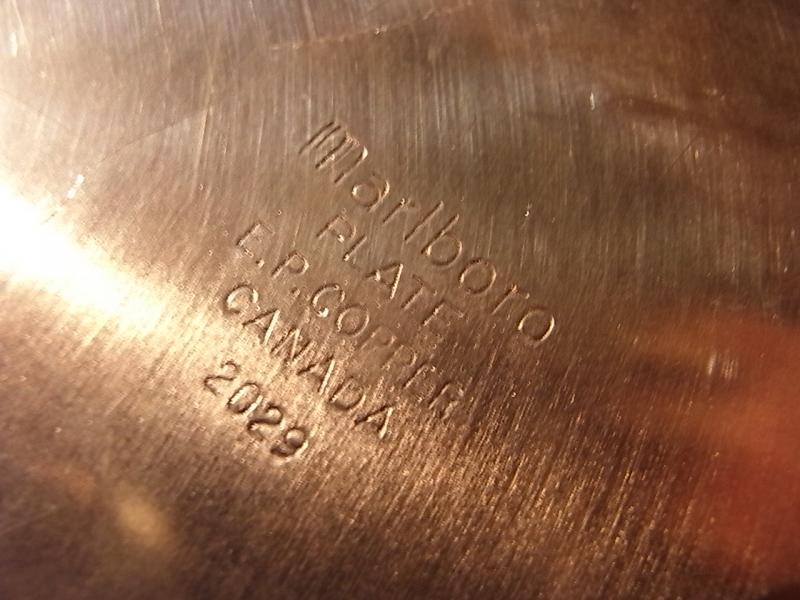 Marlboro
PLATE
E.P. COPPER
CANADA
2029